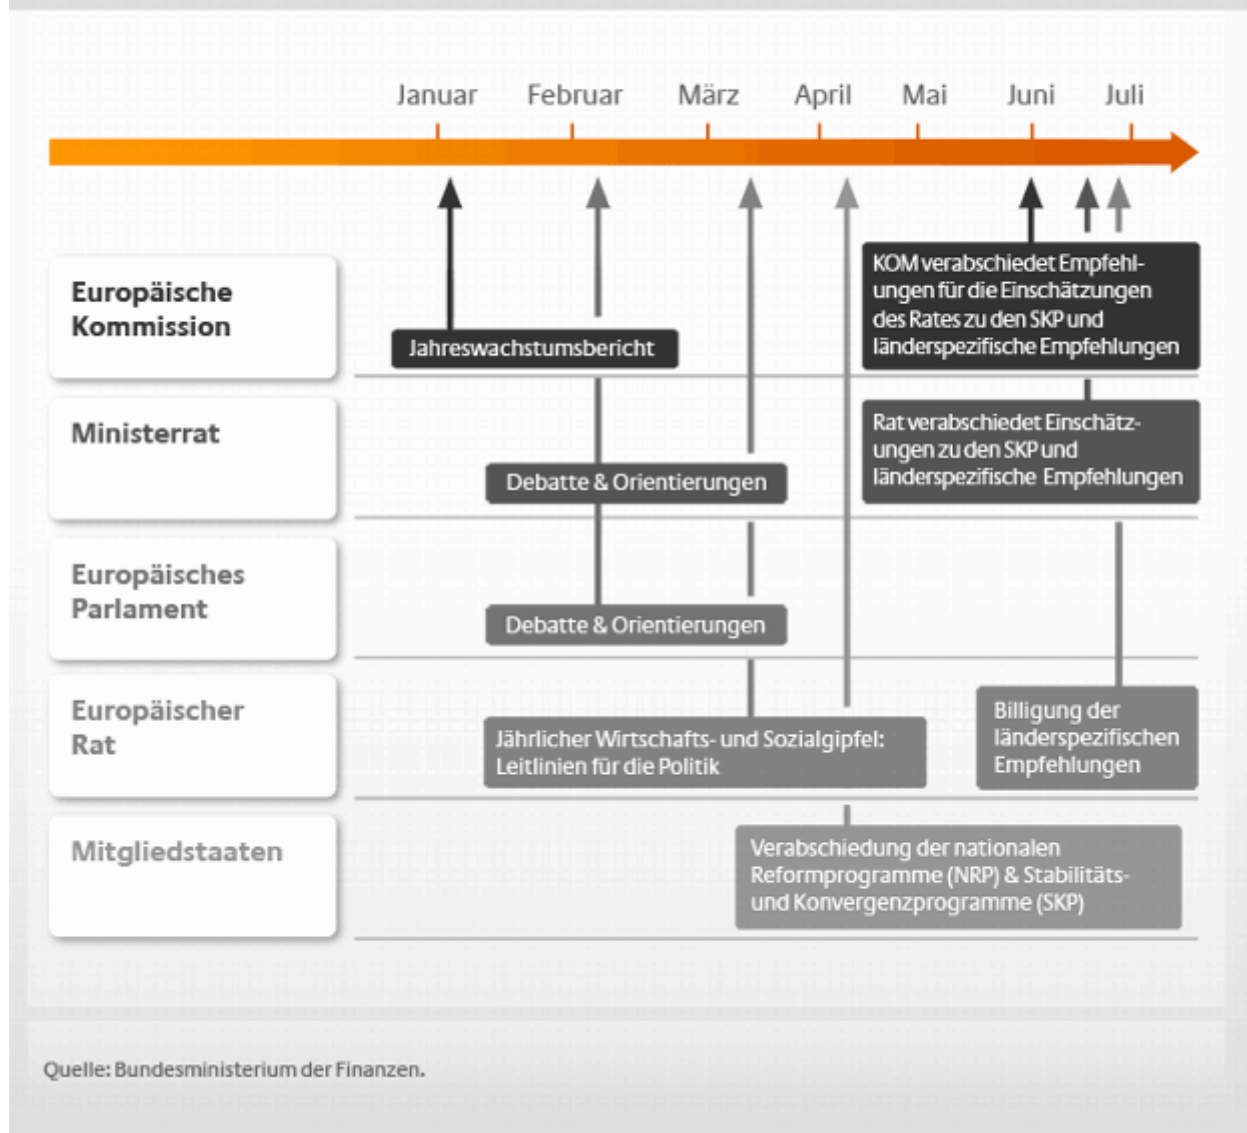 Januar Februar März April Mai Juni Juli
Europäische
Kommission
Jahreswachstumsbericht
KOM verabschiedet Empfehl-
ungen für die Einschätzungen
des Rates zu den SKP und
länderspezifische Empfehlungen
Ministerrat
Debatte & Orientierungen
Rat verabschiedet Einschätz-
ungen zu den SKP und
länderspezifische Empfehlungen
Europäisches
Parlament
Debatte & Orientierungen
Europäischer
Rat
Jährlicher Wirtschafts- und Sozialgipfel:
Leitlinien für die Politik
Billigung der
länderspezifischen
Empfehlungen
Mitgliedstaaten
Verabschiedung der nationalen
Reformprogramme (NRP) & Stabilitäts-
und Konvergenzprogramme (SKP)
Quelle: Bundesministerium der Finanzen.